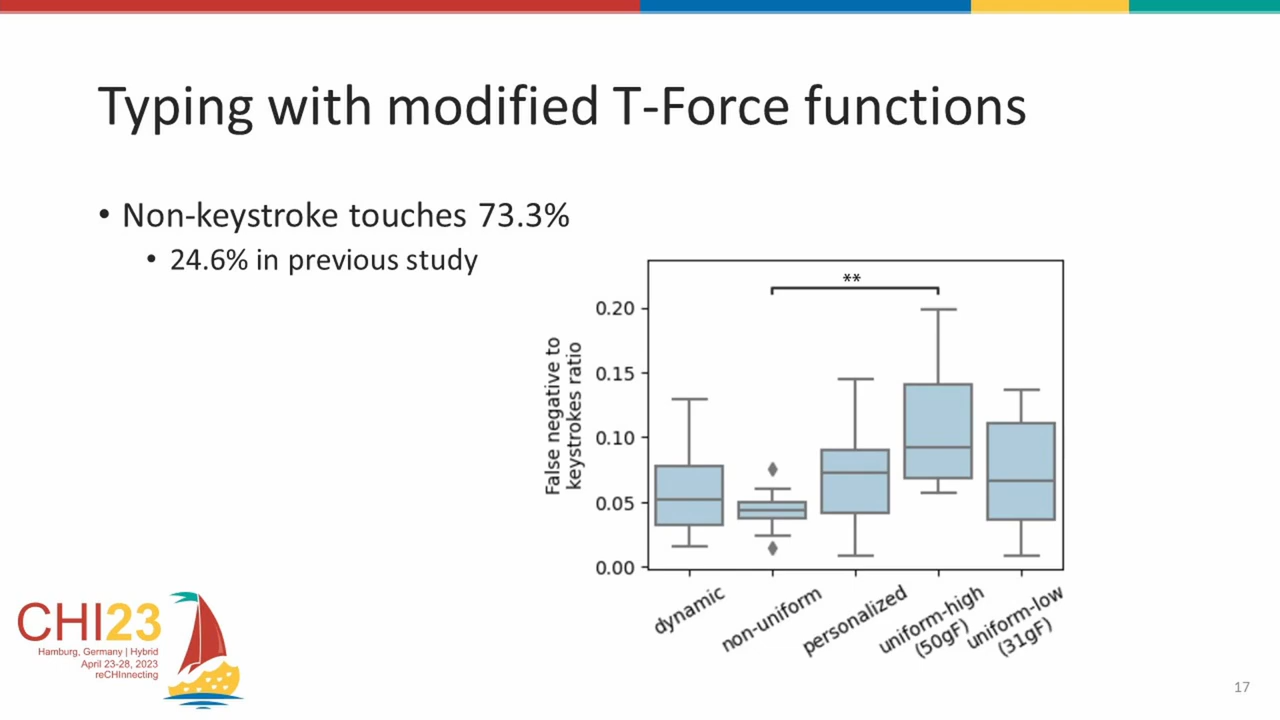 Typing with modified T-Force functions
• Non-keystroke touches 73.3%
• 24.6% in previous study
**
0.20
0.15
0.10
0.05
0.00
False negative to
keystrokes ratio
dynamic
non-uniform
personalized
uniform-high
(50gF)
uniform-low
(31gF)
CHI23
Hamburg, Germany | Hybrid
April 23-28, 2023
reCHInnecting
17